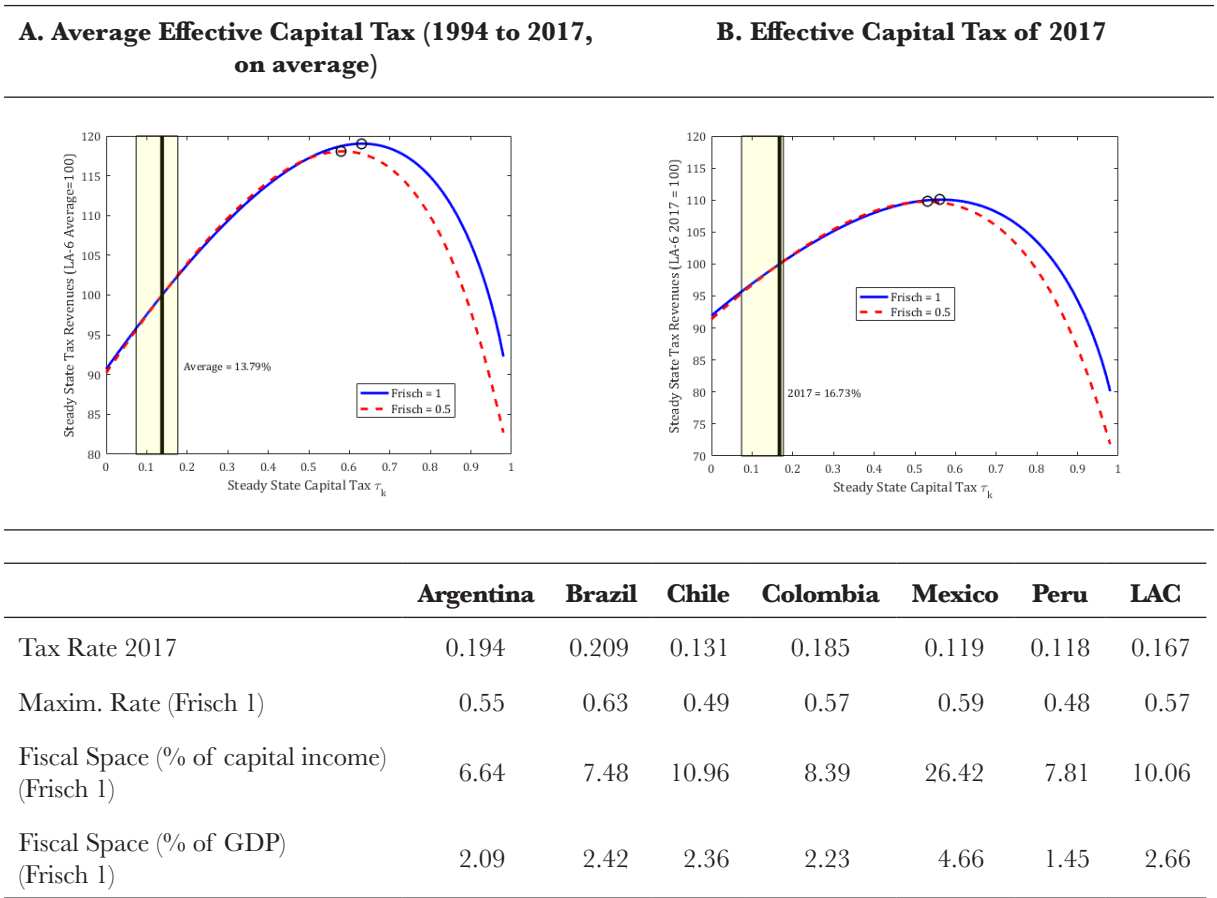 A. Average Effective Capital Tax (1994 to 2017,
on average)
B. Effective Capital Tax of 2017
Steady State Tax Revenues (LA-6 Average=100)
120
115
110
105
100
95
90
85
80
Average = 13.79%
Frisch = 1
Frisch = 0.5
0 0.1 0.2 0.3 0.4 0.5 0.6 0.7 0.8 0.9 1
Steady State Capital Tax τk
Steady State Tax Revenues (LA-6 2017 = 100)
120
115
110
105
100
95
90
85
80
75
70
Frisch = 1
Frisch = 0.5
2017 = 16.73%
0 0.1 0.2 0.3 0.4 0.5 0.6 0.7 0.8 0.9 1
Steady State Capital Tax τk
Argentina Brazil Chile Colombia Mexico Peru LAC
Tax Rate 2017 0.194 0.209 0.131 0.185 0.119 0.118 0.167
Maxim. Rate (Frisch 1) 0.55 0.63 0.49 0.57 0.59 0.48 0.57
Fiscal Space (% of capital income)
(Frisch 1) 6.64 7.48 10.96 8.39 26.42 7.81 10.06
Fiscal Space (% of GDP)
(Frisch 1) 2.09 2.42 2.36 2.23 4.66 1.45 2.66